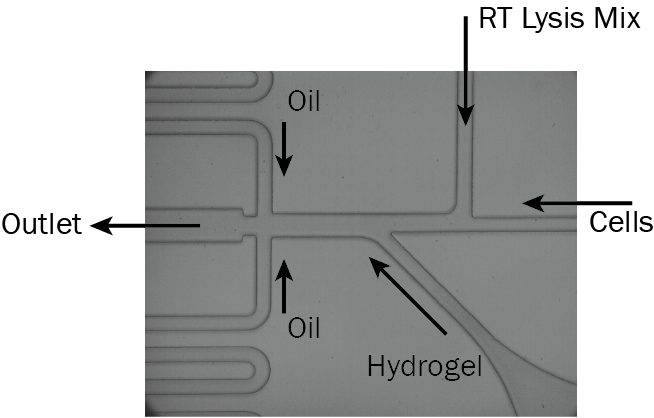 RT Lysis Mix
Oil
Cells
Outlet
Oil
Hydrogel